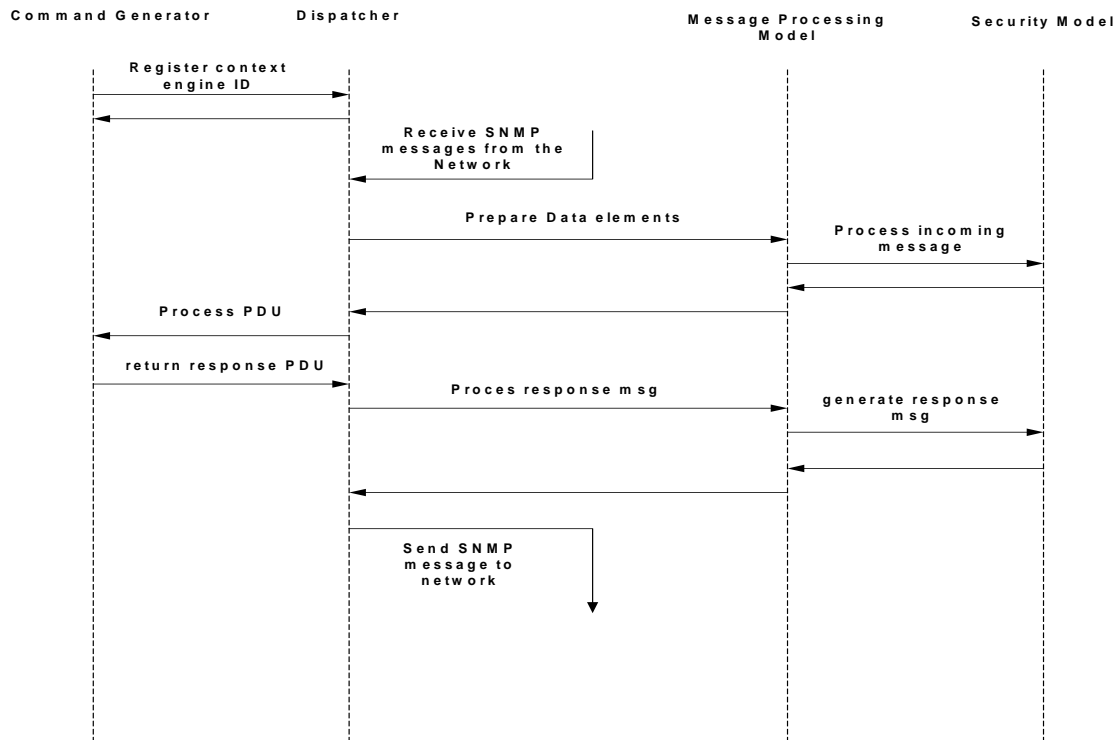 Command Generator
Dispatcher
Message Processing
Model
Security Model
Register context
engine ID
Receive SNMP
messages from the
Network
Prepare Data elements
Process incoming
message
Process PDU
return response PDU
Proces response msg
generate response
msg
Send SNMP
message to
network